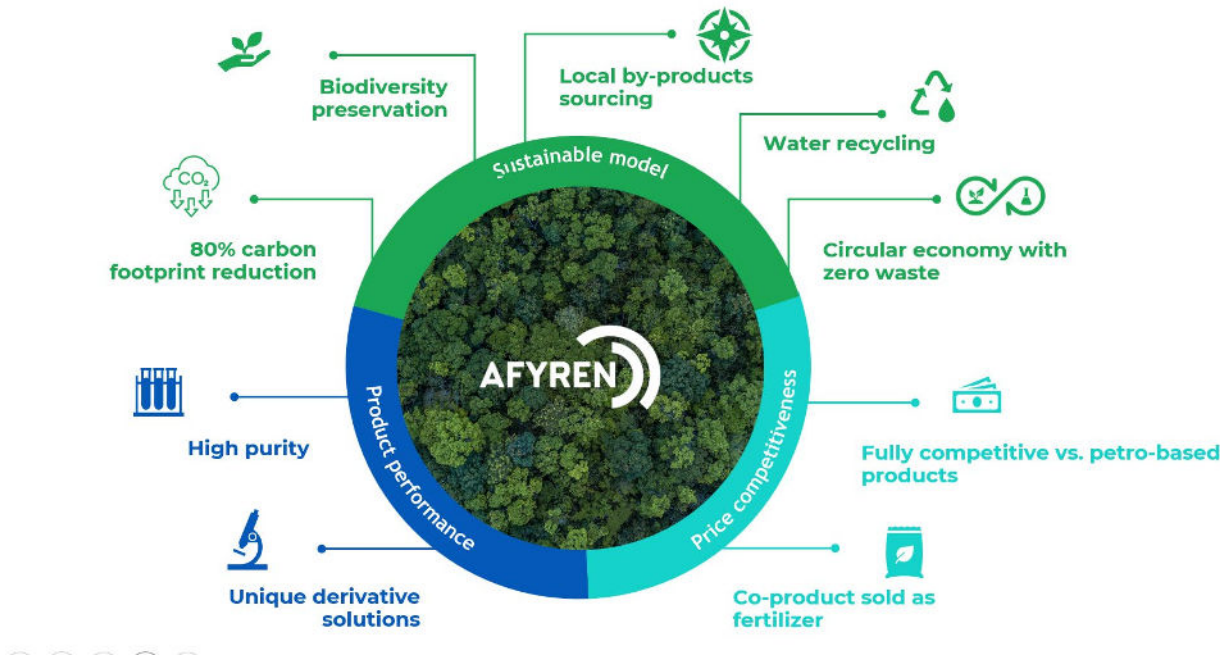 Biodiversity
preservation
Local by-products
sourcing
Water recycling
Sustainable model
CO₂
80% carbon
footprint reduction
Circular economy with
zero waste
AFYREN
Product performance
Price competitiveness
High purity
Fully competitive vs. petro-based
products
Unique derivative
solutions
Co-product sold as
fertilizer